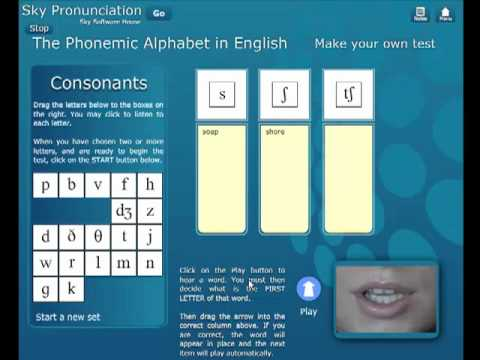 Sky Pronunciation
Sky Software House
Go
Stop
Notes
Menu
The Phonemic Alphabet in English
Make your own test
Consonants
Drag the letters below to the boxes
on the right. You may click to listen to
each letter.
When you have chosen two or more
letters, and are ready to begin the
test, click on the START button below.
p b v f h
dʒ z
d ð θ t j
w r l m n
g k
Start a new set
s ʃ tʃ
soap shore
Click on the Play button to
hear a word. You must then
decide what is the FIRST
LETTER of that word.
Then drag the arrow into the
correct column above. If you
are correct, the word will
appear in place and the next
item will play automatically.
Play